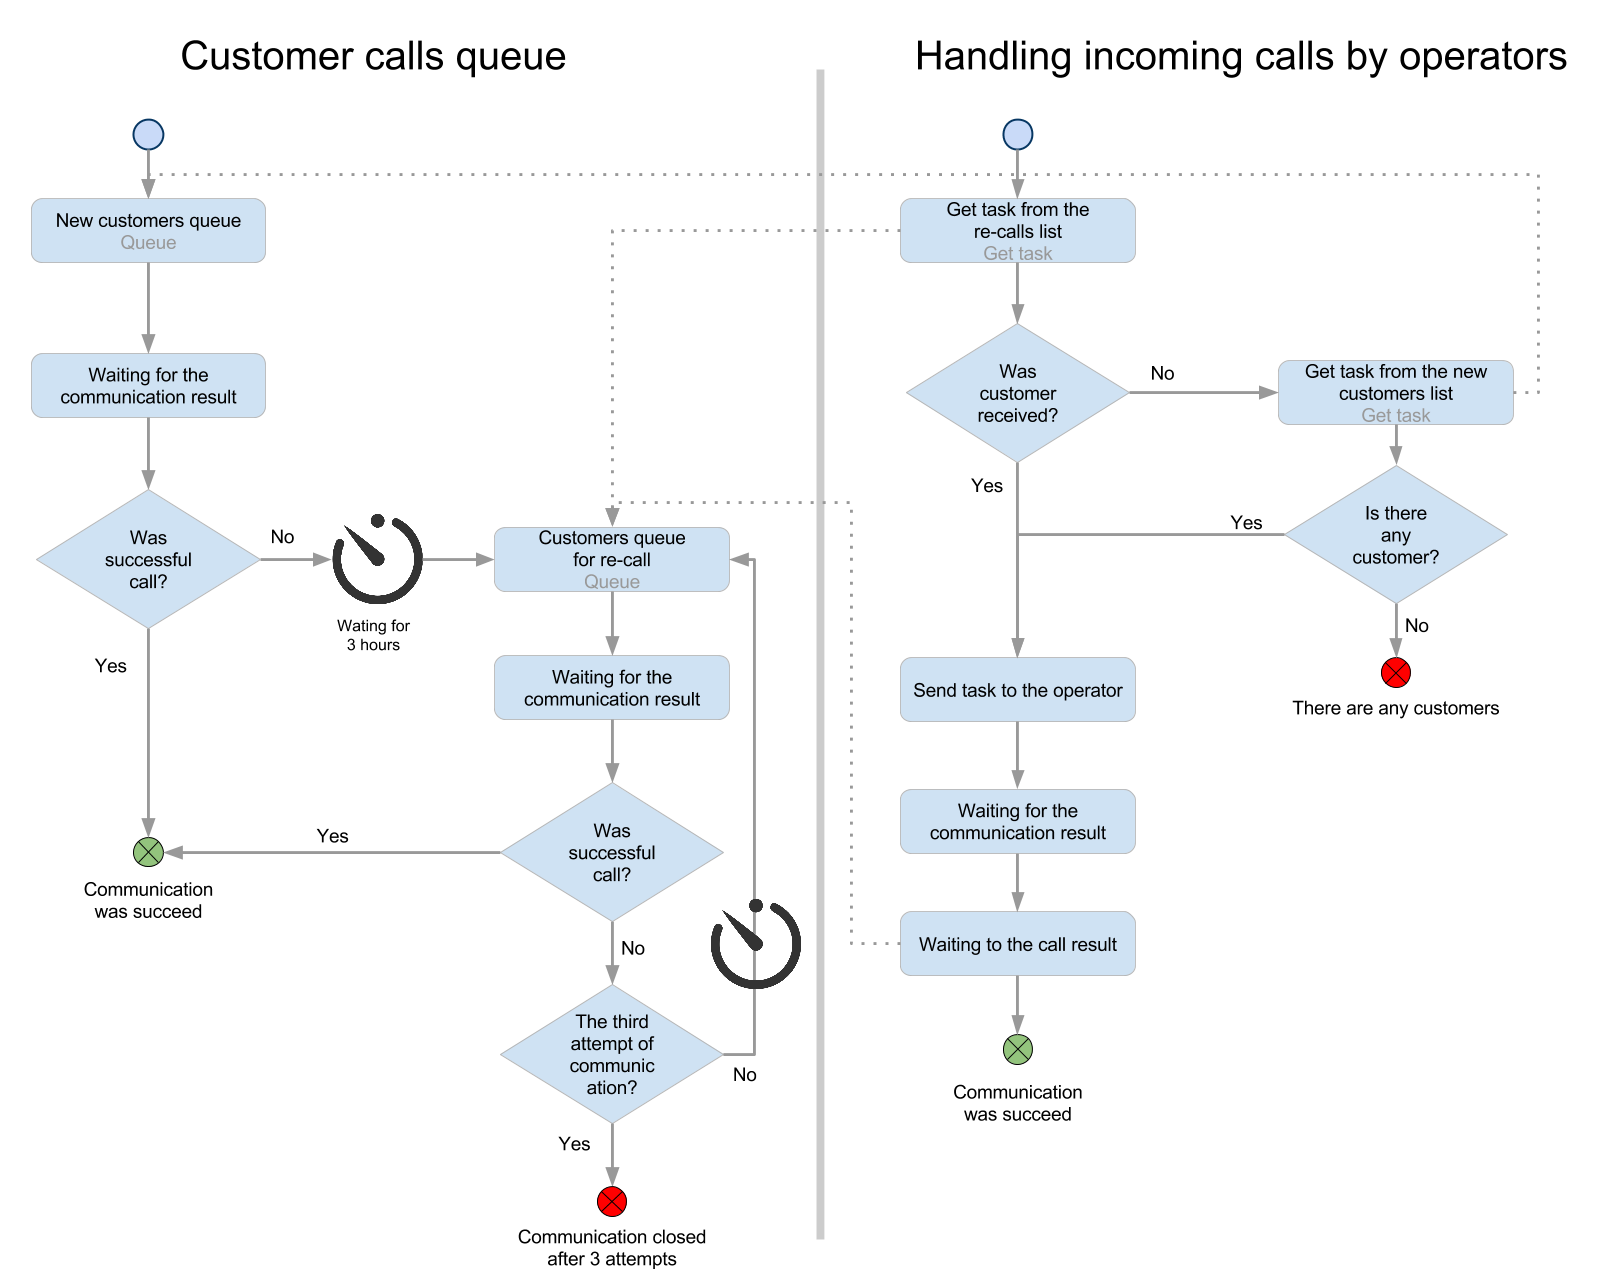 Customer calls queue
New customers queue
Queue
Waiting for the
communication result
Was
successful
call?
No
Wating for
3 hours
Yes
Customers queue
for re-call
Queue
Waiting for the
communication result
Was
successful
call?
Yes
Communication
was succeed
No
The third
attempt of
communic
ation?
No
Yes
Communication closed
after 3 attempts
Handling incoming calls by operators
Get task from the
re-calls list
Get task
Was
customer
received?
No
Get task from the new
customers list
Get task
Yes
Is there
any
customer?
Yes
No
There are any customers
Send task to the operator
Waiting for the
communication result
Waiting to the call result
Communication
was succeed